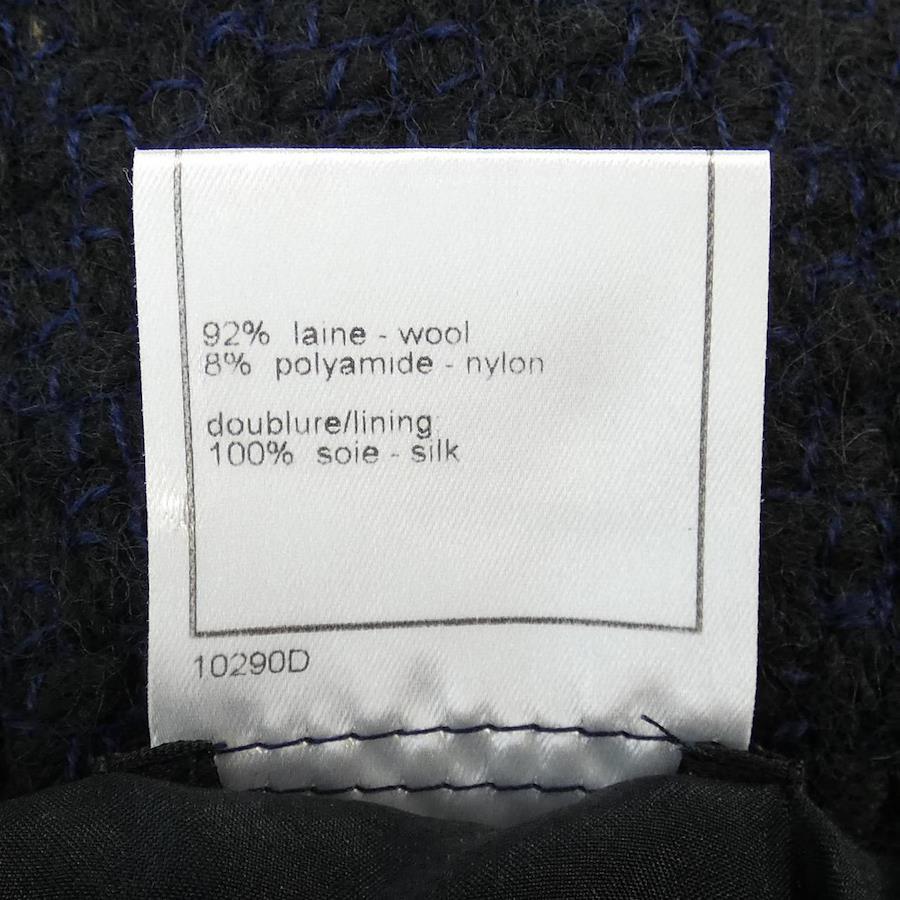 92% laine - wool
8% polyamide - nylon
doublure/lining
100% soie - silk
10290D